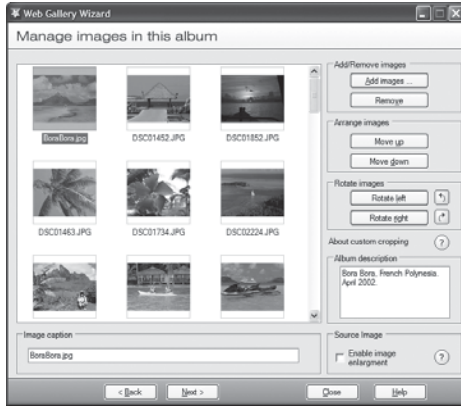 Web Gallery Wizard
Manage images in this album
BoraBora.jpg
DSC01452.JPG
DSC01852.JPG
DSC01463.JPG
DSC01734.JPG
DSC02224.JPG
Add/Remove images
Add images ...
Remove
Arrange images
Move up
Move down
Rotate images
Rotate left
Rotate right
About custom cropping
?
Album description
Bora Bora. French Polynesia.
April 2002.
Image caption
BoraBora.jpg
Source Image
Enable image
enlargment
?
< Back
Next >
Close
Help